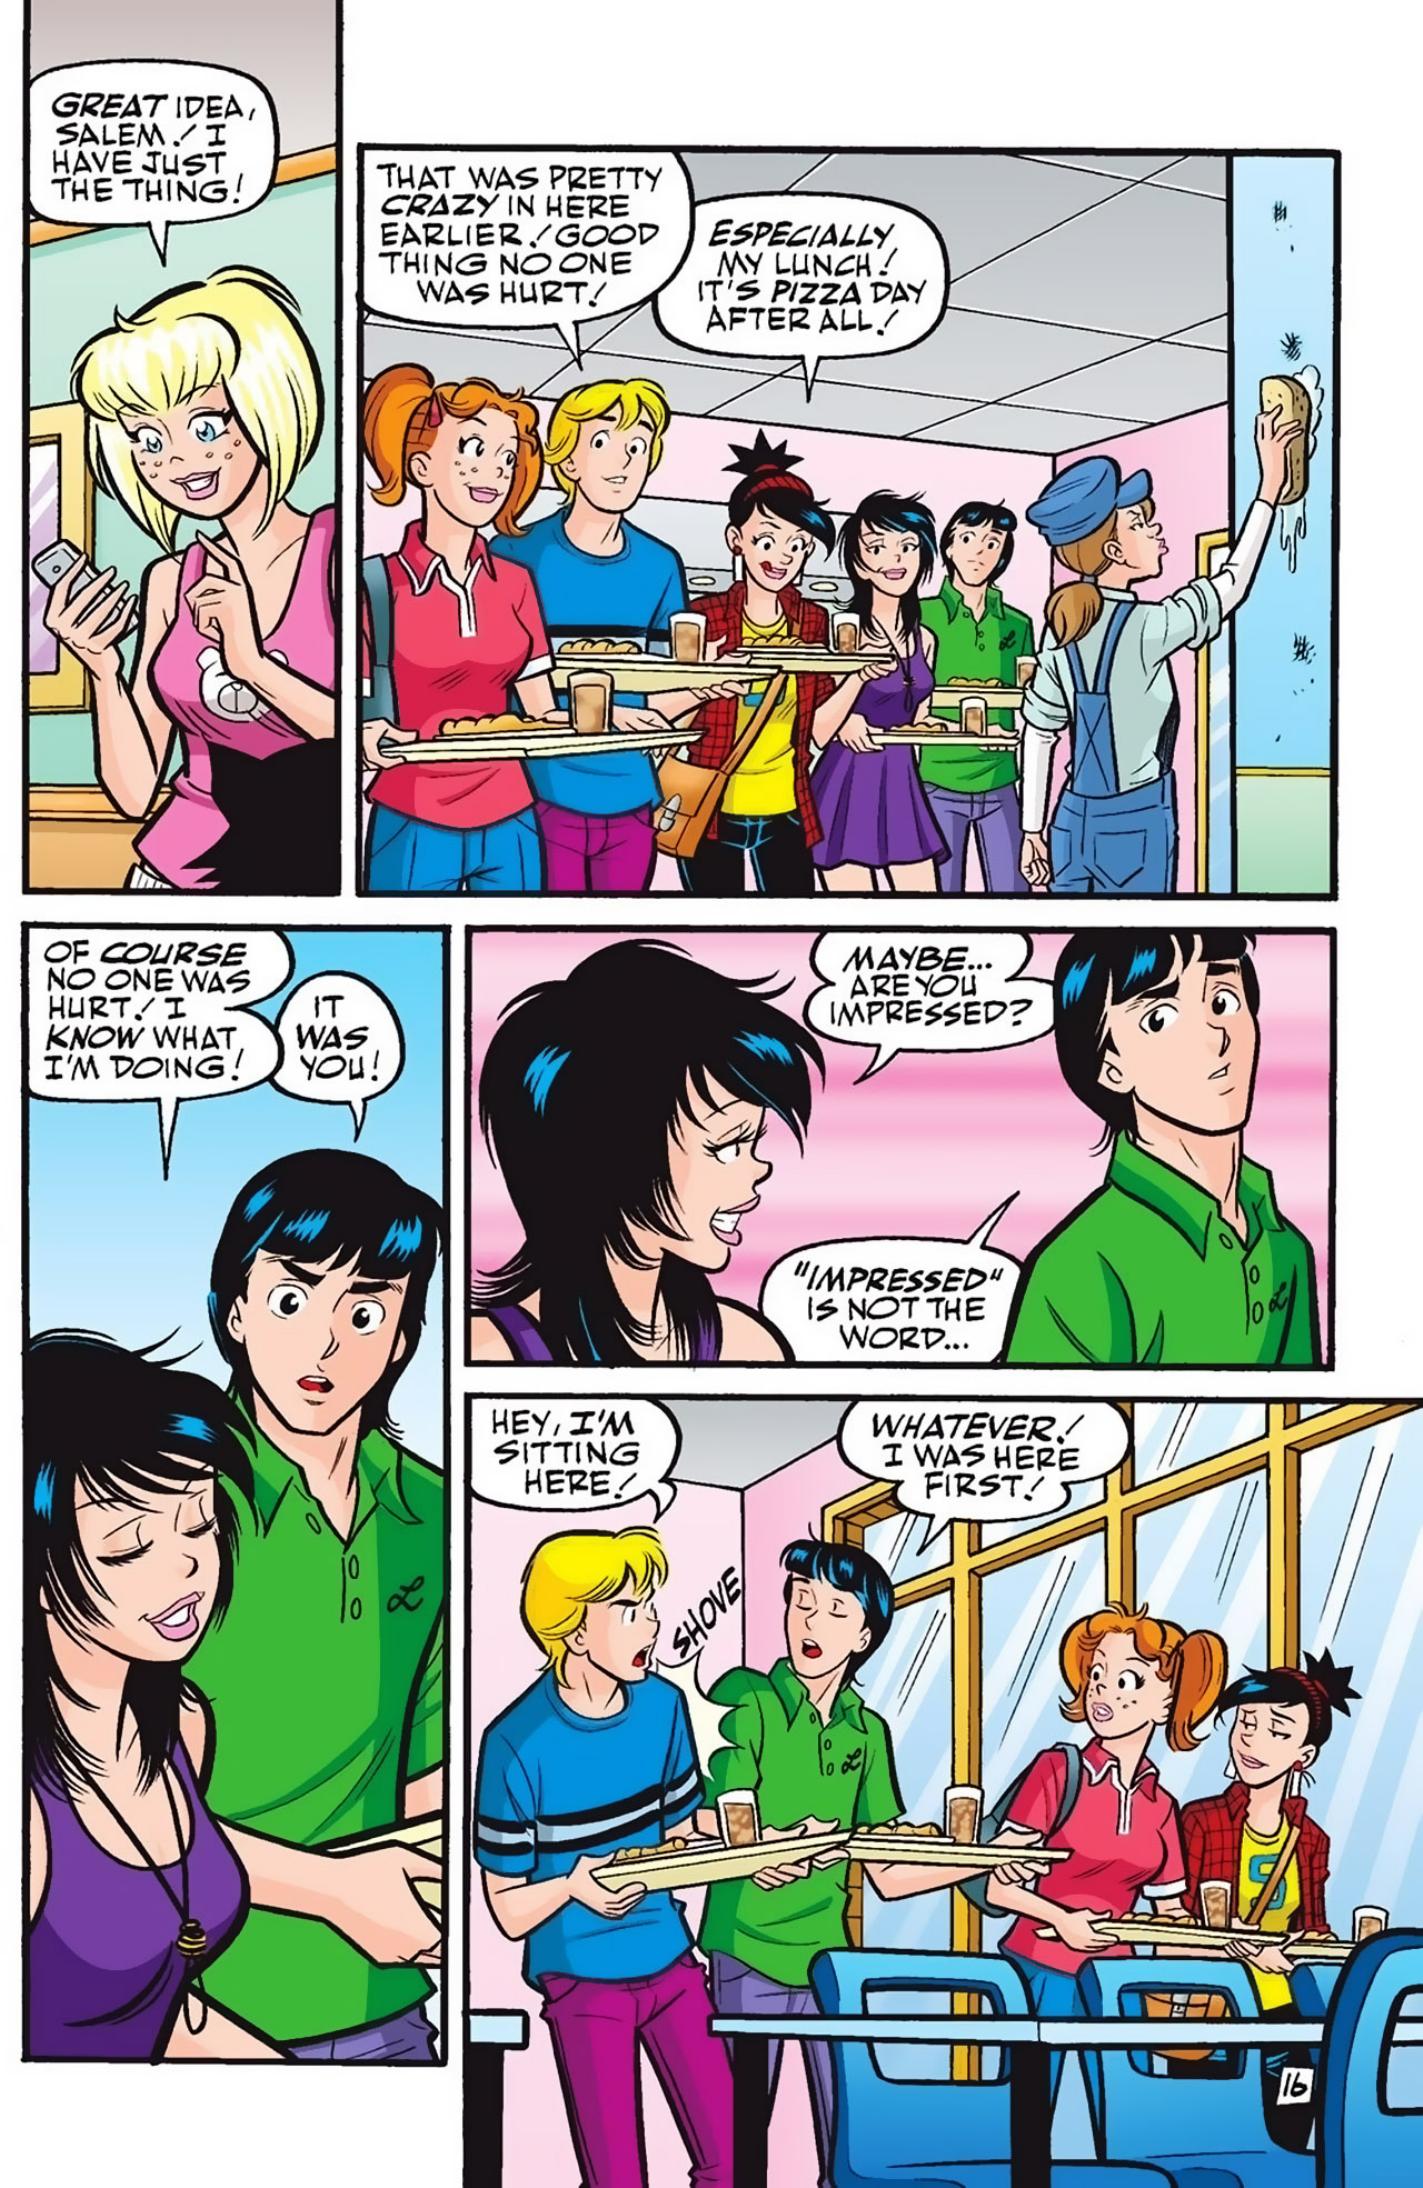 GREAT IDEA,
SALEM! I
HAVE JUST
THE THING!
THAT WAS PRETTY
CRAZY IN HERE
EARLIER! GOOD
THING NO ONE
WAS HURT!
ESPECIALLY
MY LUNCH!
IT'S PIZZA DAY
AFTER ALL!
OF COURSE
NO ONE WAS
HURT! I
KNOW WHAT
I'M DOING!
IT
WAS
YOU!
L
MAYBE...
ARE YOU
IMPRESSED?
"IMPRESSED"
IS NOT THE
WORD...
L
HEY, I'M
SITTING
HERE!
SHOVE
WHATEVER!
I WAS HERE
FIRST!
L
S
16